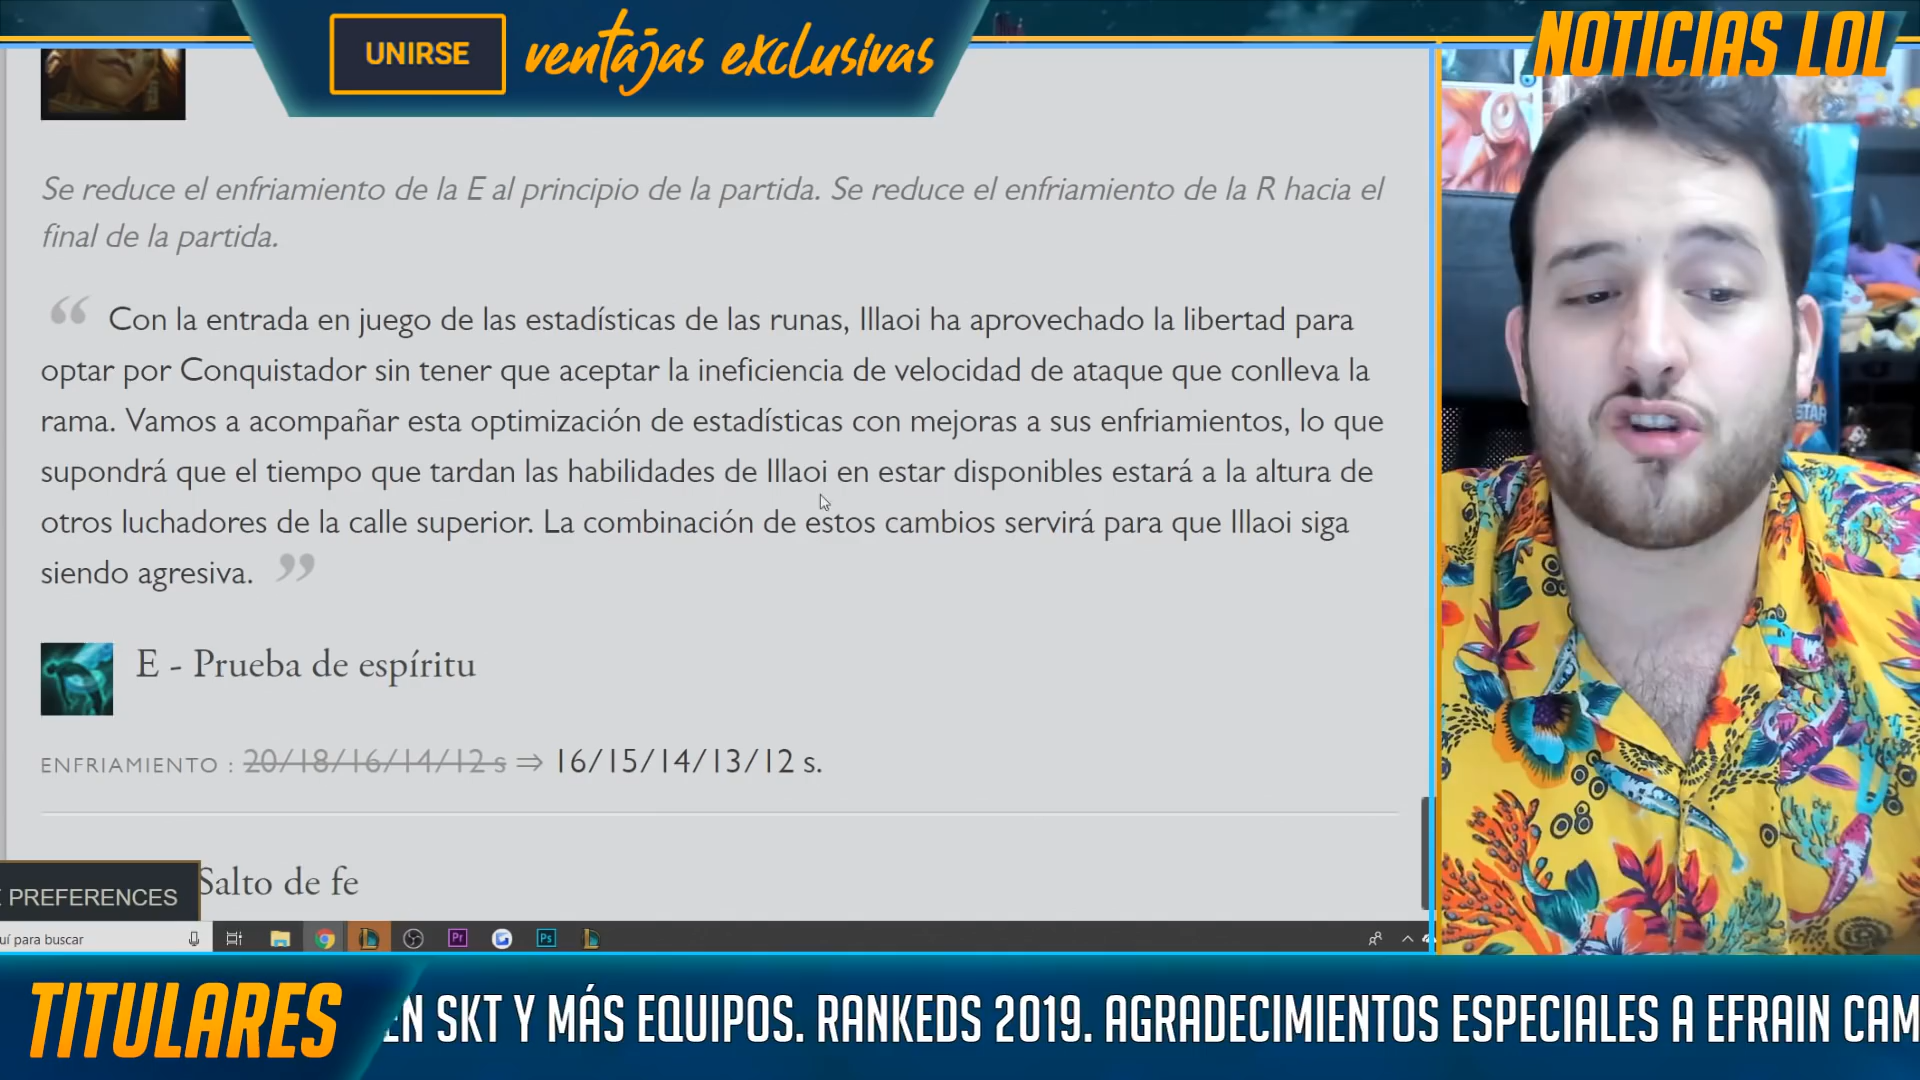 UNIRSE
ventajas exclusivas
NOTICIAS LOL
Se reduce el enfriamiento de la E al principio de la partida. Se reduce el enfriamiento de la R hacia el
final de la partida.
“ Con la entrada en juego de las estadísticas de las runas, Illaoi ha aprovechado la libertad para
optar por Conquistador sin tener que aceptar la ineficiencia de velocidad de ataque que conlleva la
rama. Vamos a acompañar esta optimización de estadísticas con mejoras a sus enfriamientos, lo que
supondrá que el tiempo que tardan las habilidades de Illaoi en estar disponibles estará a la altura de
otros luchadores de la calle superior. La combinación de estos cambios servirá para que Illaoi siga
siendo agresiva. ”
E - Prueba de espíritu
ENFRIAMIENTO : 20/18/16/14/12 s ⇒ 16/15/14/13/12 s.
Salto de fe
PREFERENCES
uí para buscar
Pr
Ps
STAR
TITULARES
EN SKT Y MÁS EQUIPOS. RANKEDS 2019. AGRADECIMIENTOS ESPECIALES A EFRAIN CAM